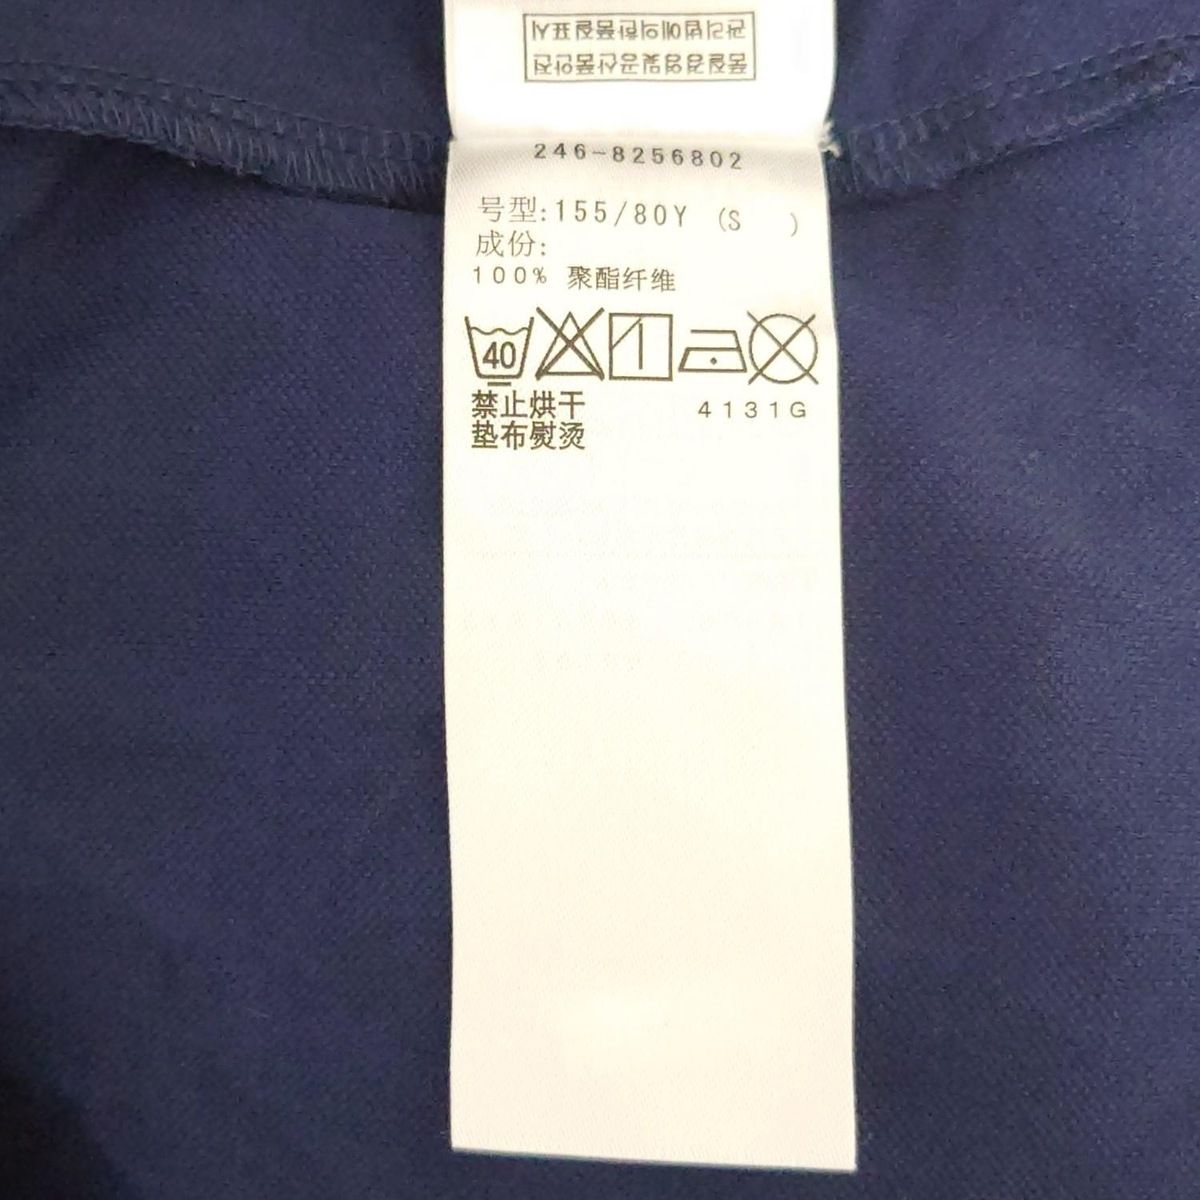 246-8256802
号型:155/80Y (S )
成份:
100% 聚酯纤维
40
禁止烘干 4131G
垫布熨烫